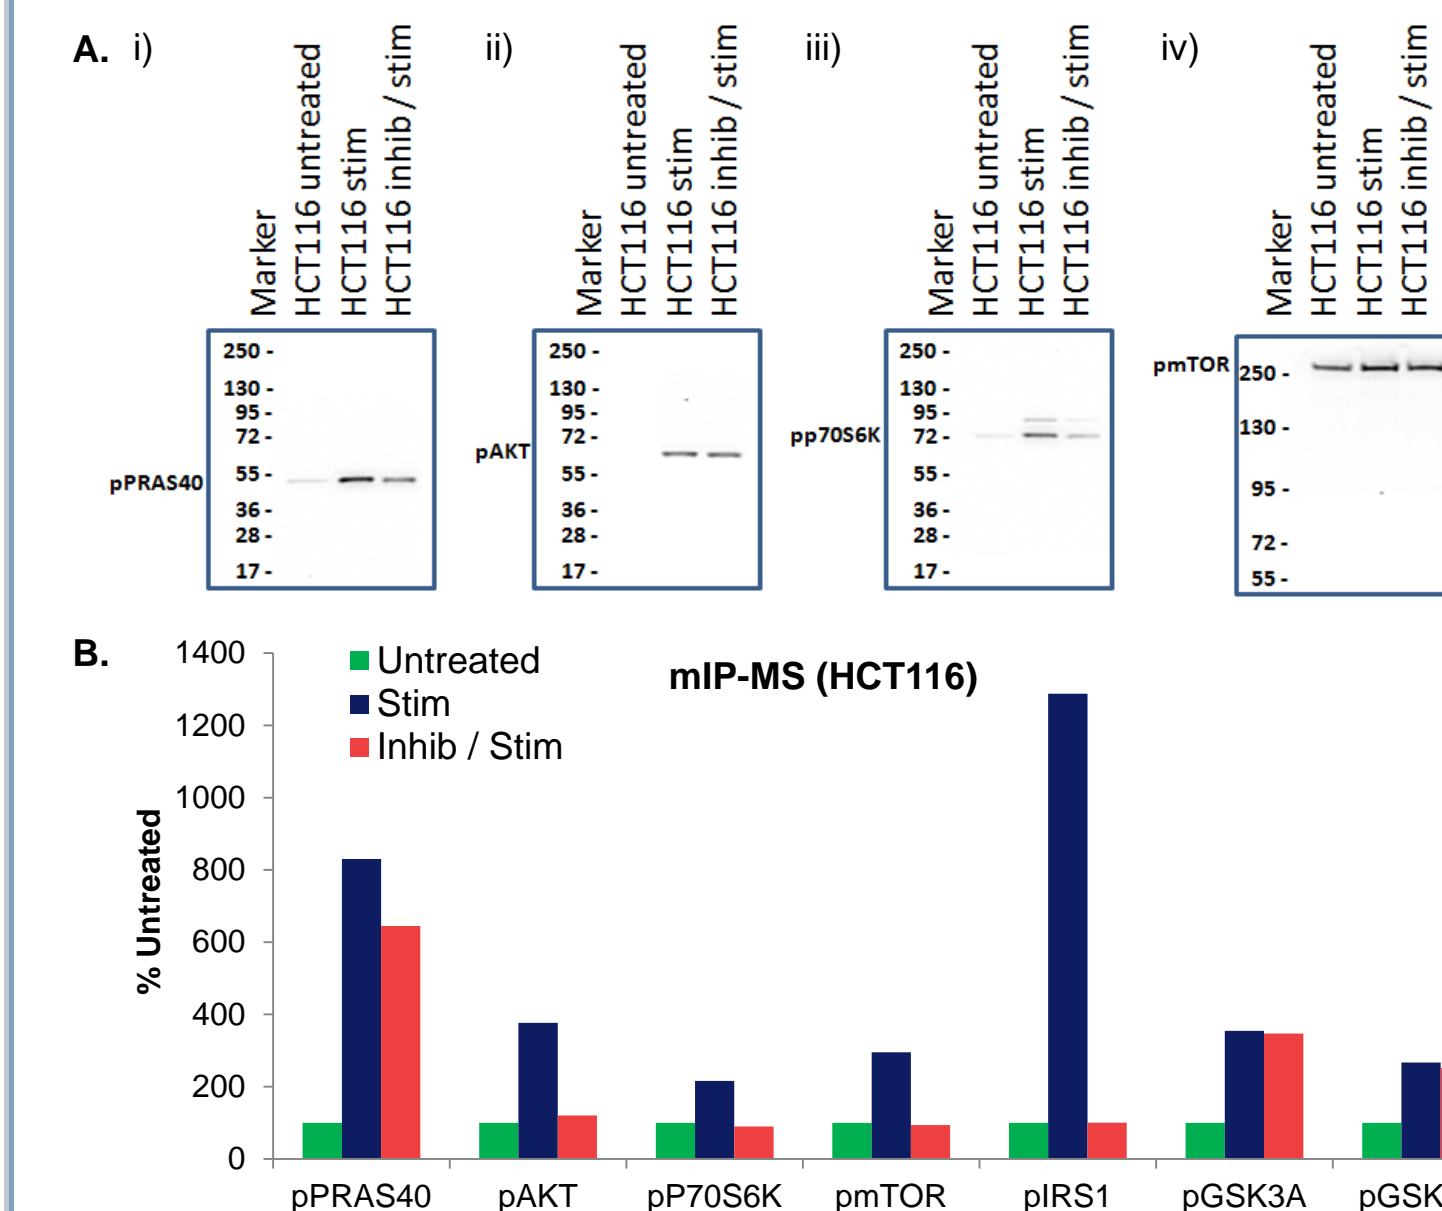 A. i) ii) iii) iv)
Marker
HCT116 untreated
HCT116 stim
HCT116 inhib / stim
Marker
HCT116 untreated
HCT116 stim
HCT116 inhib / stim
Marker
HCT116 untreated
HCT116 stim
HCT116 inhib / stim
Marker
HCT116 untreated
HCT116 stim
HCT116 inhib / stim
pPRAS40
250 -
130 -
95 -
72 -
55 -
36 -
28 -
17 -
pAKT
250 -
130 -
95 -
72 -
55 -
36 -
28 -
17 -
pp70S6K
250 -
130 -
95 -
72 -
55 -
36 -
28 -
17 -
pmTOR
250 -
130 -
95 -
72 -
55 -
B.
mIP-MS (HCT116)
Untreated
Stim
Inhib / Stim
% Untreated
1400
1200
1000
800
600
400
200
0
pPRAS40 pAKT pP70S6K pmTOR pIRS1 pGSK3A pGSK